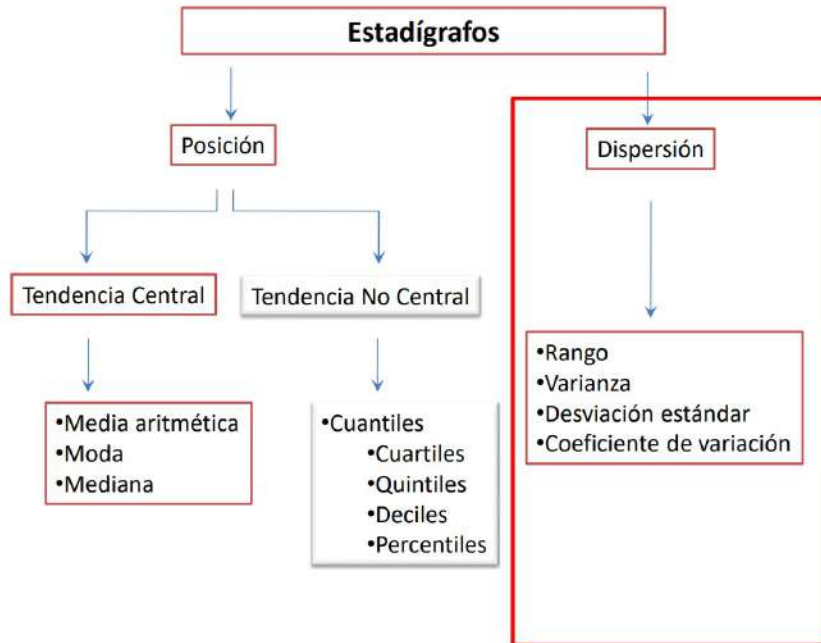 Estadígrafos
Posición
Dispersión
Tendencia Central
Tendencia No Central
•Media aritmética
•Moda
•Mediana
•Cuantiles
•Cuartiles
•Quintiles
•Deciles
•Percentiles
•Rango
•Varianza
•Desviación estándar
•Coeficiente de variación